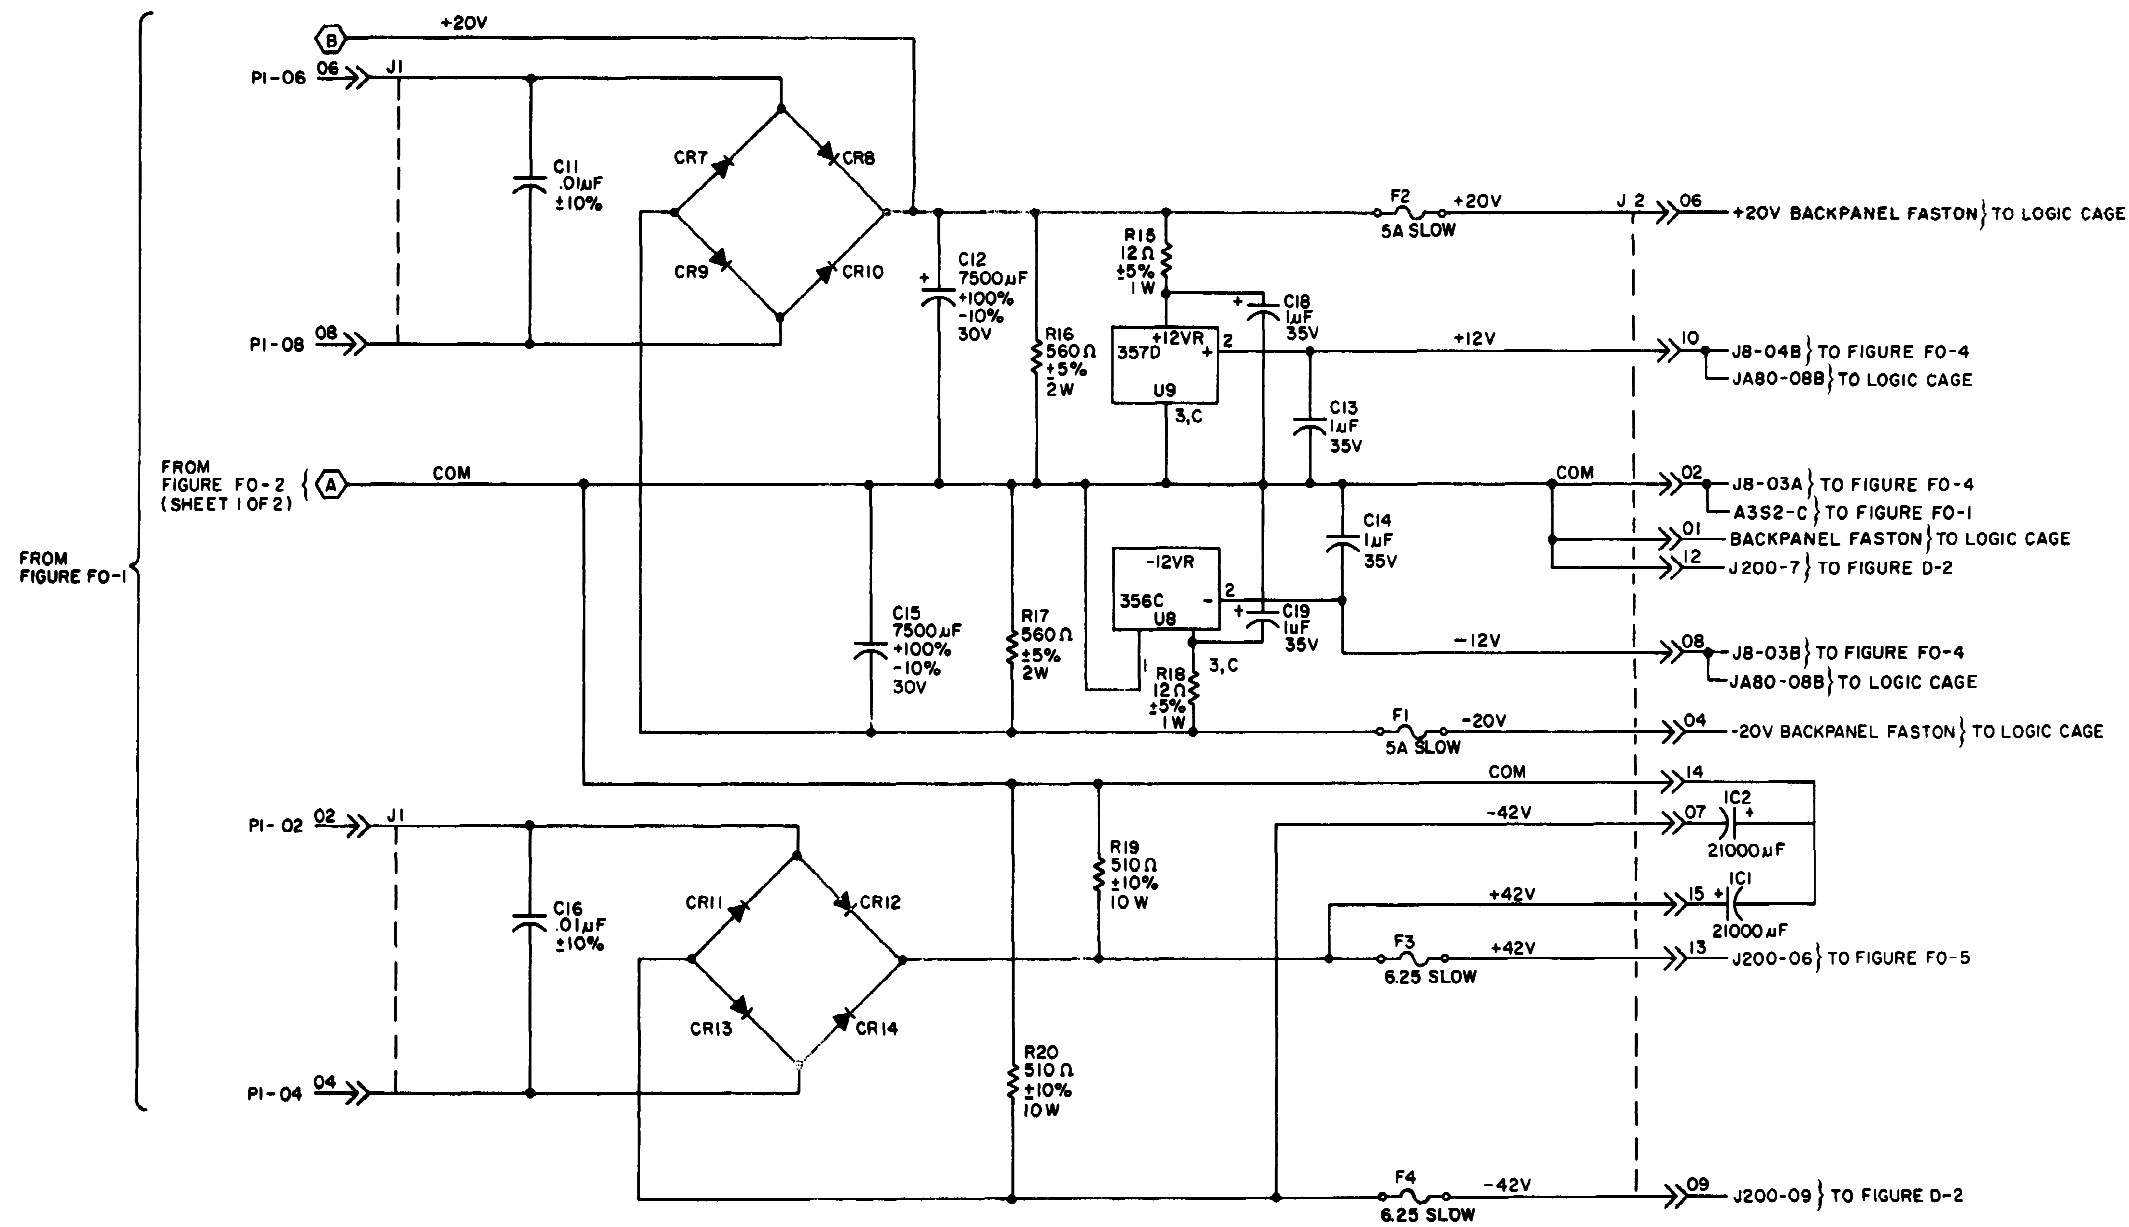 B
+20V
P1-06
06
J1
C11
.01µF
±10%
CR7
CR8
CR9
CR10
P1-08
08
C12
7500µF
+100%
-10%
30V
+
R16
560Ω
±5%
2W
R15
12Ω
±5%
1W
+12VR
357D
+
U9
2
3,C
+
C18
1µF
35V
C13
1µF
35V
F2
5A SLOW
+20V
J2
06
+20V BACKPANEL FASTON} TO LOGIC CAGE
+12V
10
J8-04B} TO FIGURE FO-4
JA80-08B} TO LOGIC CAGE
FROM
FIGURE FO-2
(SHEET 1 OF 2)
{
A
COM
COM
02
J8-03A} TO FIGURE FO-4
A3S2-C} TO FIGURE FO-1
01
BACKPANEL FASTON} TO LOGIC CAGE
12
J200-7} TO FIGURE D-2
FROM
FIGURE FO-1
C14
1µF
35V
-12VR
356C
-
U8
2
1
3,C
+
C19
1µF
35V
C15
7500µF
+100%
-10%
30V
R17
560Ω
±5%
2W
R18
12Ω
±5%
1W
-12V
08
J8-03B} TO FIGURE FO-4
JA80-08B} TO LOGIC CAGE
F1
5A SLOW
-20V
04
-20V BACKPANEL FASTON} TO LOGIC CAGE
COM
14
-42V
07
1C2
+
21000µF
+42V
15
+
1C1
21000µF
P1-02
02
J1
C16
.01µF
±10%
CR11
CR12
CR13
CR14
P1-04
04
R19
510Ω
±10%
10W
R20
510Ω
±10%
10W
F3
6.25 SLOW
+42V
13
J200-06} TO FIGURE FO-5
F4
6.25 SLOW
-42V
09
J200-09} TO FIGURE D-2